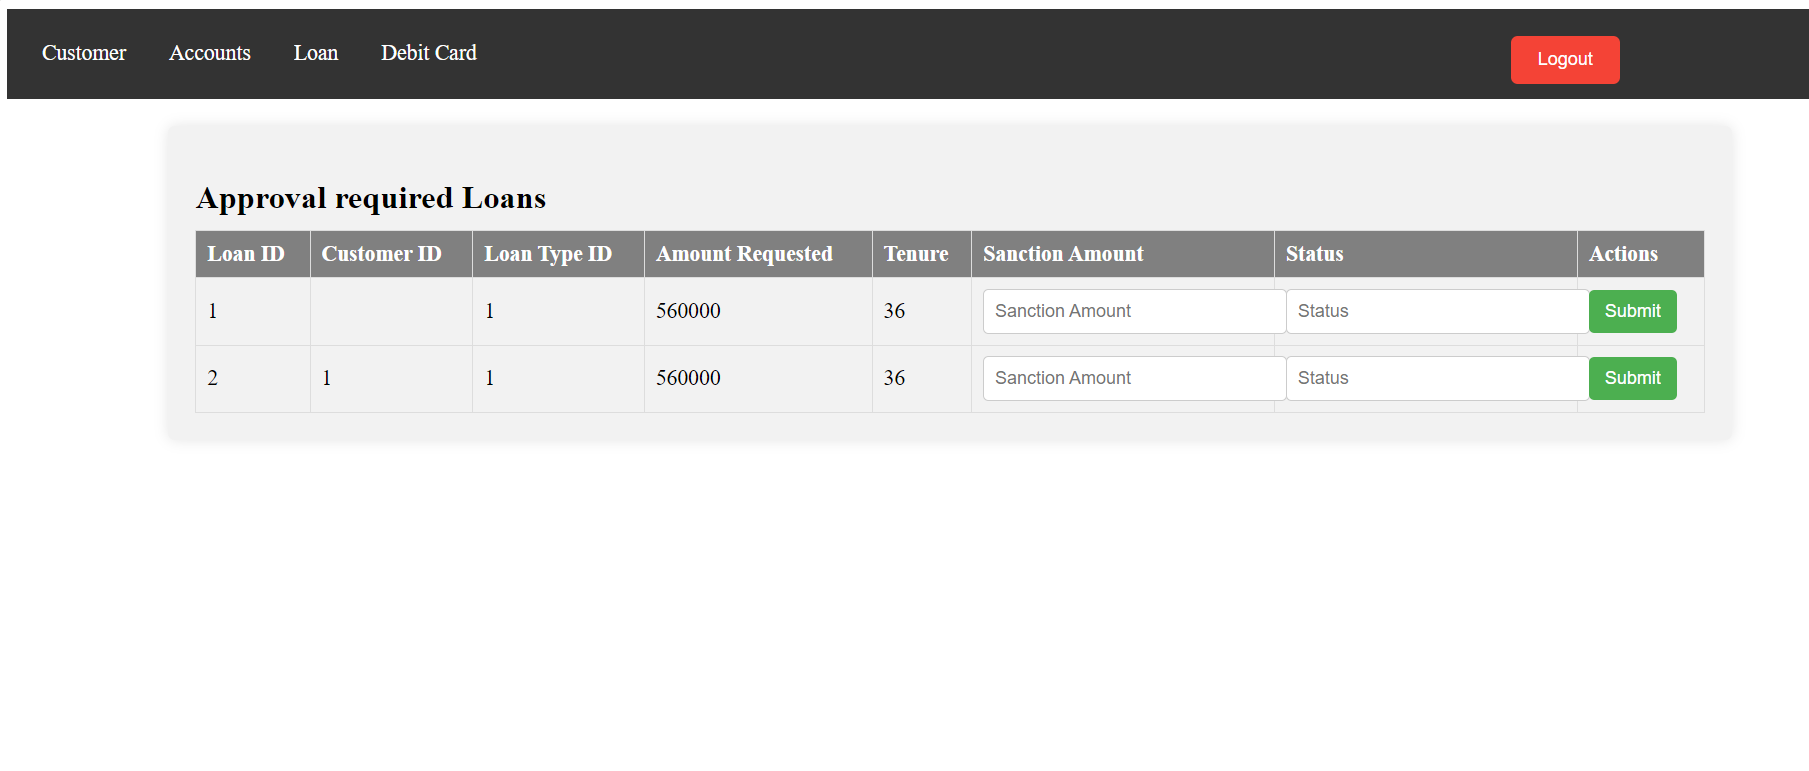 Customer Accounts Loan Debit Card Logout
Approval required Loans
Loan ID Customer ID Loan Type ID Amount Requested Tenure Sanction Amount Status Actions
1 1 560000 36 Sanction Amount Status Submit
2 1 1 560000 36 Sanction Amount Status Submit